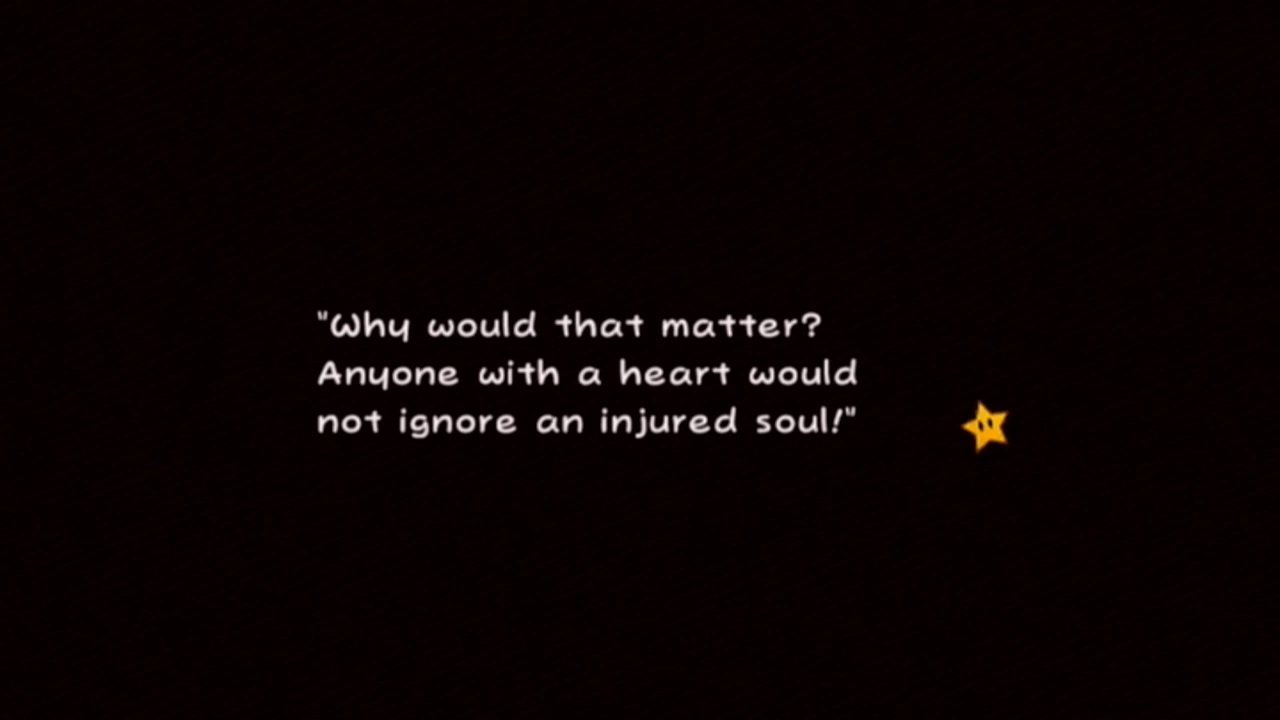 "Why would that matter?
Anyone with a heart would
not ignore an injured soul!"